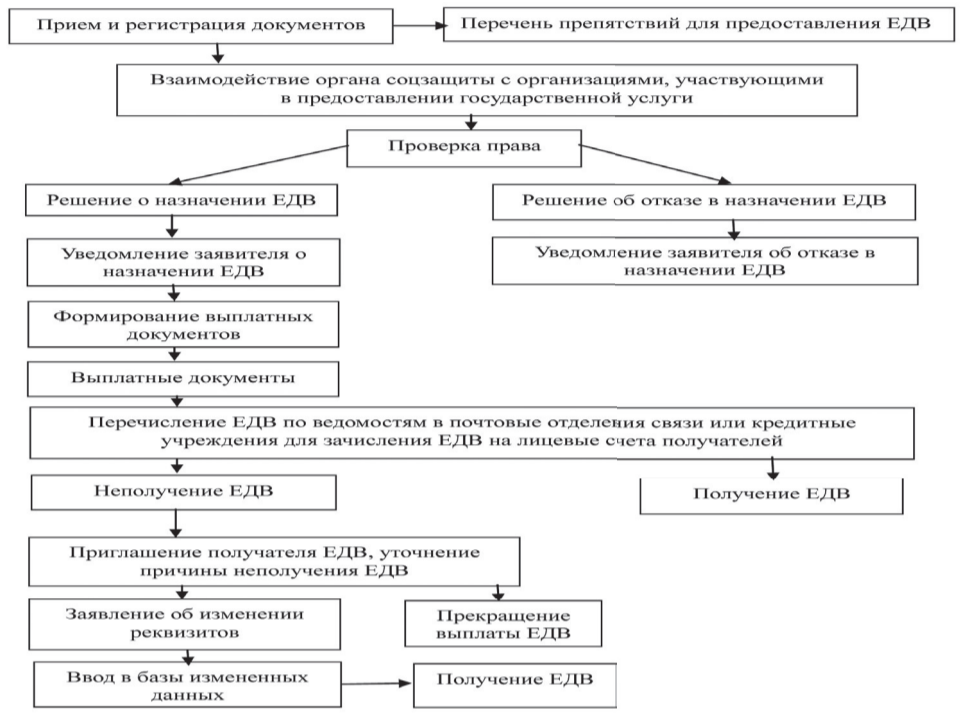 Прием и регистрация документов
Перечень препятствий для предоставления ЕДВ
Взаимодействие органа соцзащиты с организациями, участвующими
в предоставлении государственной услуги
Проверка права
Решение о назначении ЕДВ
Решение об отказе в назначении ЕДВ
Уведомление заявителя о
назначении ЕДВ
Уведомление заявителя об отказе в
назначении ЕДВ
Формирование выплатных
документов
Выплатные документы
Перечисление ЕДВ по ведомостям в почтовые отделения связи или кредитные
учреждения для зачисления ЕДВ на лицевые счета получателей
Неполучение ЕДВ
Получение ЕДВ
Приглашение получателя ЕДВ, уточнение
причины неполучения ЕДВ
Заявление об изменении
реквизитов
Прекращение
выплаты ЕДВ
Ввод в базы измененных
данных
Получение ЕДВ